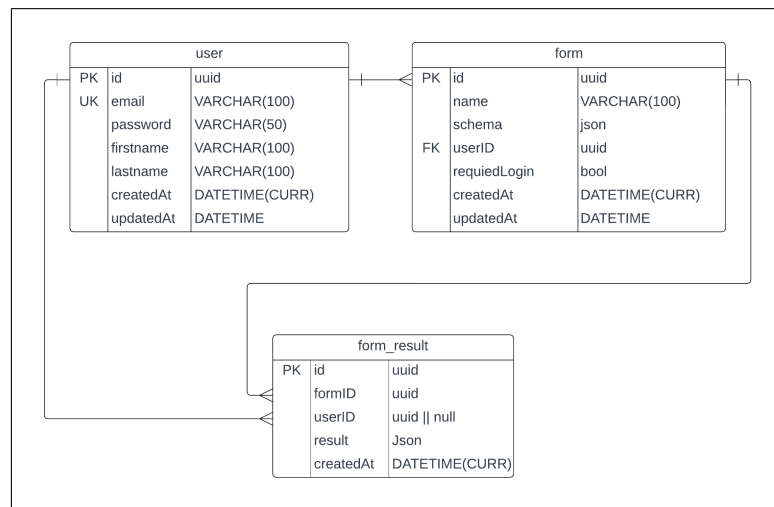 user
PK id uuid
UK email VARCHAR(100)
password VARCHAR(50)
firstname VARCHAR(100)
lastname VARCHAR(100)
createdAt DATETIME(CURR)
updatedAt DATETIME
form
PK id uuid
name VARCHAR(100)
schema json
FK userID uuid
requiedLogin bool
createdAt DATETIME(CURR)
updatedAt DATETIME
form_result
PK id uuid
formID uuid
userID uuid || null
result Json
createdAt DATETIME(CURR)